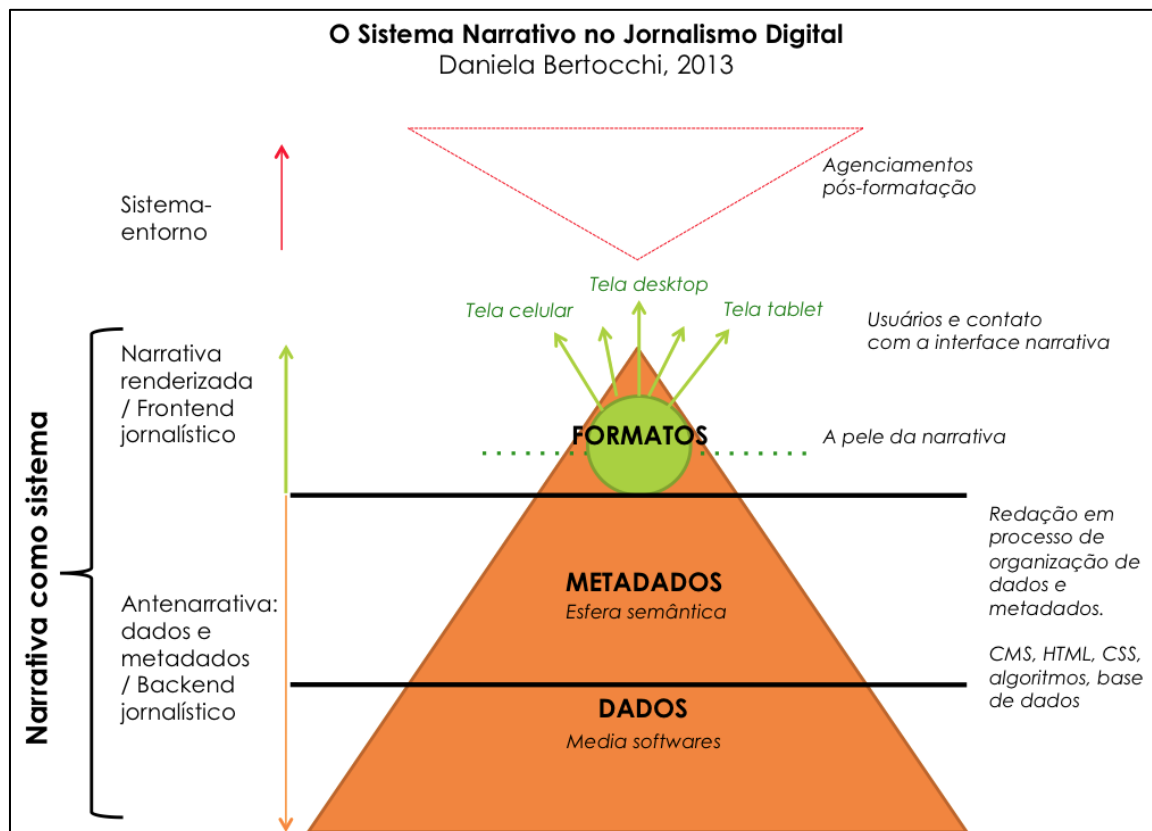 O Sistema Narrativo no Jornalismo Digital
Daniela Bertocchi, 2013
Agenciamentos
pós-formatação
Sistema-
entorno
Tela desktop
Tela celular
Tela tablet
Usuários e contato
com a interface narrativa
Narrativa
renderizada
/ Frontend
jornalístico
FORMATOS
A pele da narrativa
Narrativa como sistema
Redação em
processo de
organização de
dados e
metadados.
METADADOS
Esfera semântica
Antenarrativa:
dados e
metadados
/ Backend
jornalístico
CMS, HTML, CSS,
algoritmos, base
de dados
DADOS
Media softwares